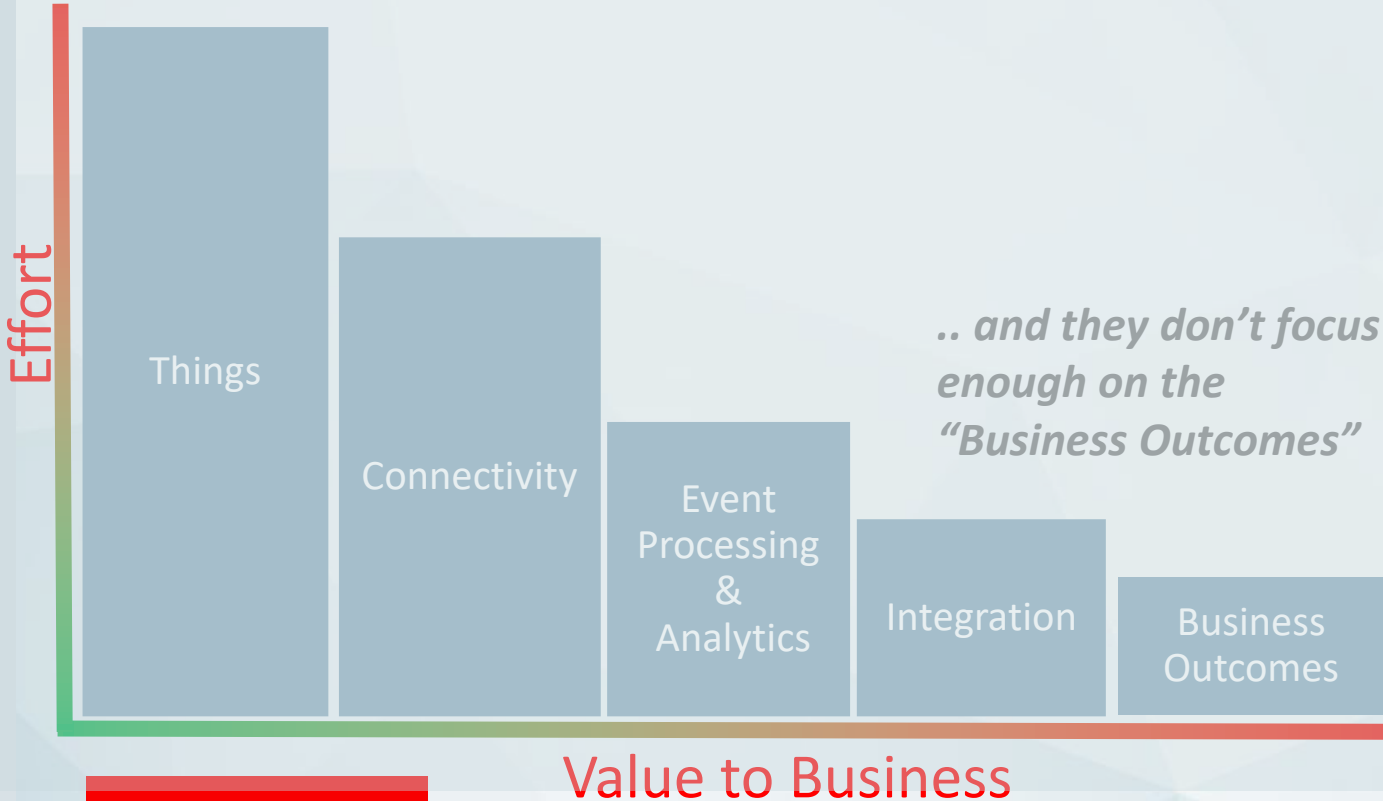 Effort
Things
Connectivity
Event
Processing
&
Analytics
Integration
Business
Outcomes
.. and they don’t focus
enough on the
“Business Outcomes”
Value to Business